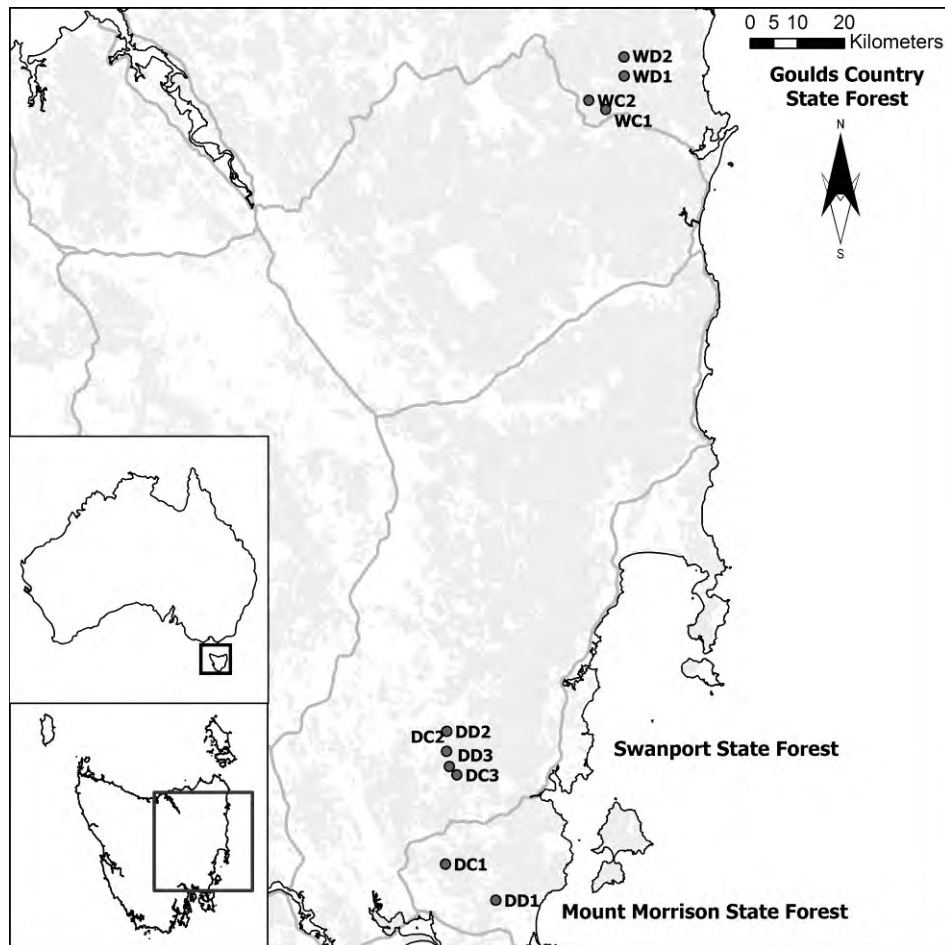 0 5 10 20
Kilometers
Goulds Country
State Forest
N
S
WD2
WD1
WC2
WC1
DD2
DC2
DD3
DC3
Swanport State Forest
DC1
DD1
Mount Morrison State Forest